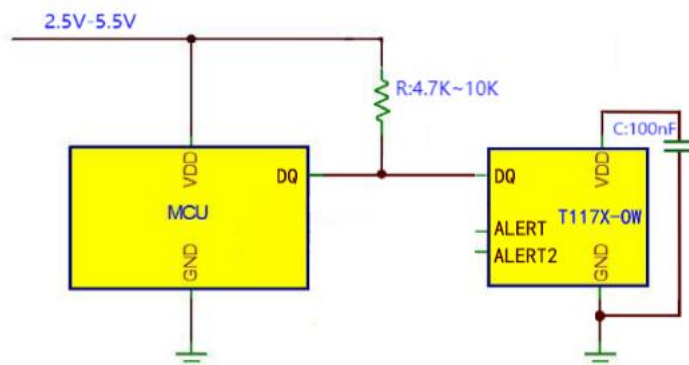 2.5V-5.5V
R:4.7K~10K
C:100nF
VDD
DQ
MCU
GND
VDD
DQ
T117X-OW
ALERT
ALERT2
GND